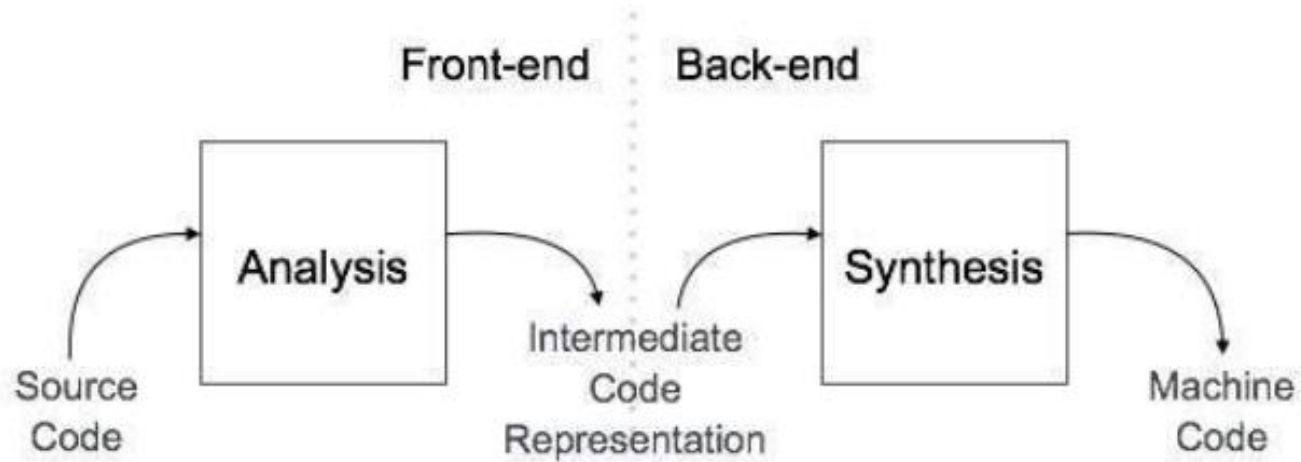 Front-end
Back-end
Analysis
Synthesis
Source
Code
Intermediate
Code
Representation
Machine
Code